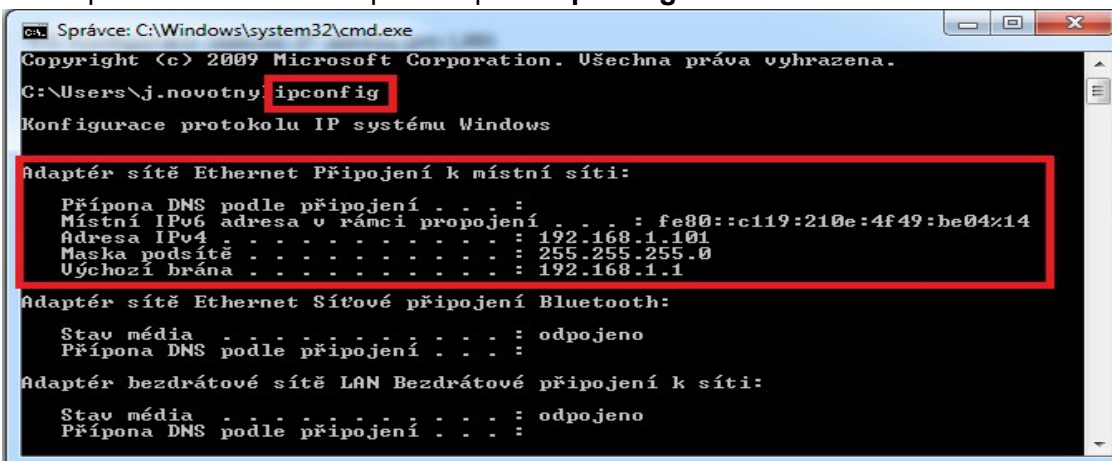 Správce: C:\Windows\system32\cmd.exe
Copyright (c) 2009 Microsoft Corporation. Všechna práva vyhrazena.
C:\Users\j.novotny>ipconfig
Konfigurace protokolu IP systému Windows
Adaptér sítě Ethernet Připojení k místní síti:
Přípona DNS podle připojení . . . :
Místní IPv6 adresa v rámci propojení . . . . : fe80::c119:210e:4f49:be04%14
Adresa IPv4 . . . . . . . . . . . : 192.168.1.101
Maska podsítě . . . . . . . . . . : 255.255.255.0
Výchozí brána . . . . . . . . . . : 192.168.1.1
Adaptér sítě Ethernet Síťové připojení Bluetooth:
Stav média . . . . . . . . . . . : odpojeno
Přípona DNS podle připojení . . . :
Adaptér bezdrátové sítě LAN Bezdrátové připojení k síti:
Stav média . . . . . . . . . . . : odpojeno
Přípona DNS podle připojení . . . :